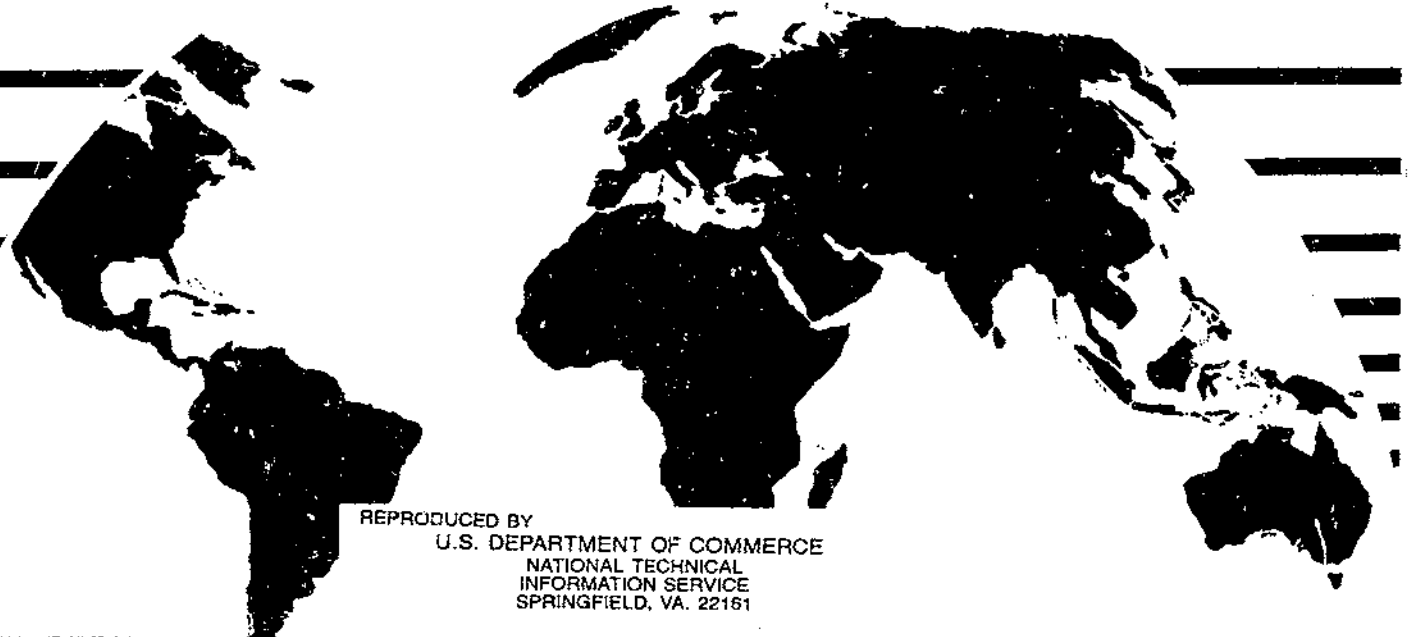 REPRODUCED BY
U.S. DEPARTMENT OF COMMERCE
NATIONAL TECHNICAL
INFORMATION SERVICE
SPRINGFIELD, VA. 22161